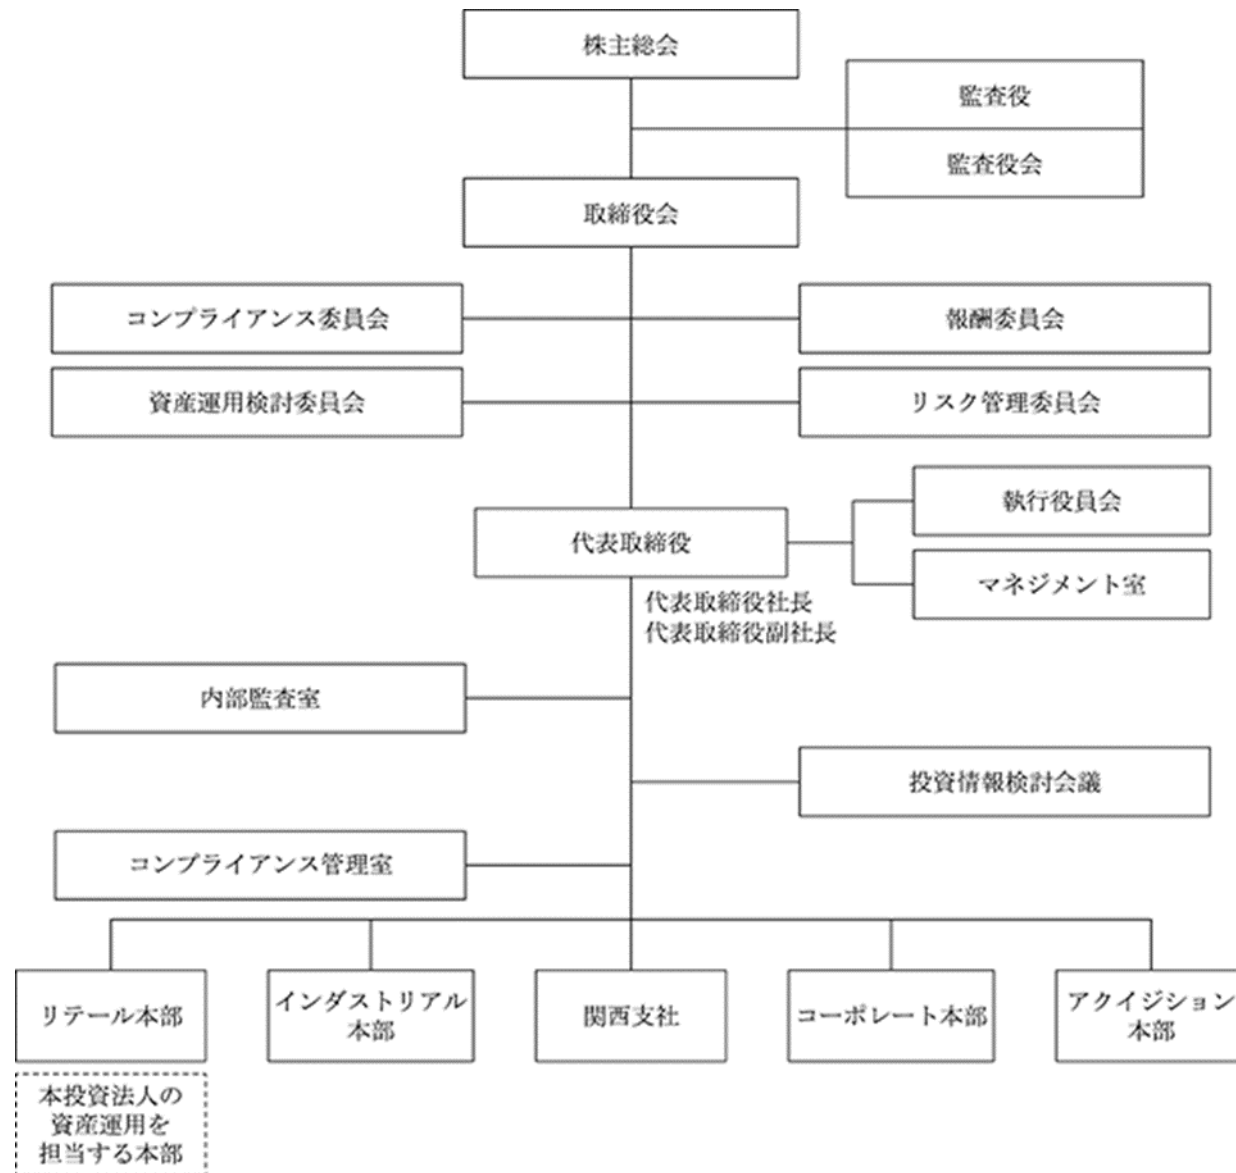 株主総会
監査役
監査役会
取締役会
コンプライアンス委員会
報酬委員会
資産運用検討委員会
リスク管理委員会
執行役員会
代表取締役
マネジメント室
代表取締役社長
代表取締役副社長
内部監査室
投資情報検討会議
コンプライアンス管理室
リテール本部
インダストリアル
本部
関西支社
コーポレート本部
アクイジション
本部
本投資法人の
資産運用を
担当する本部